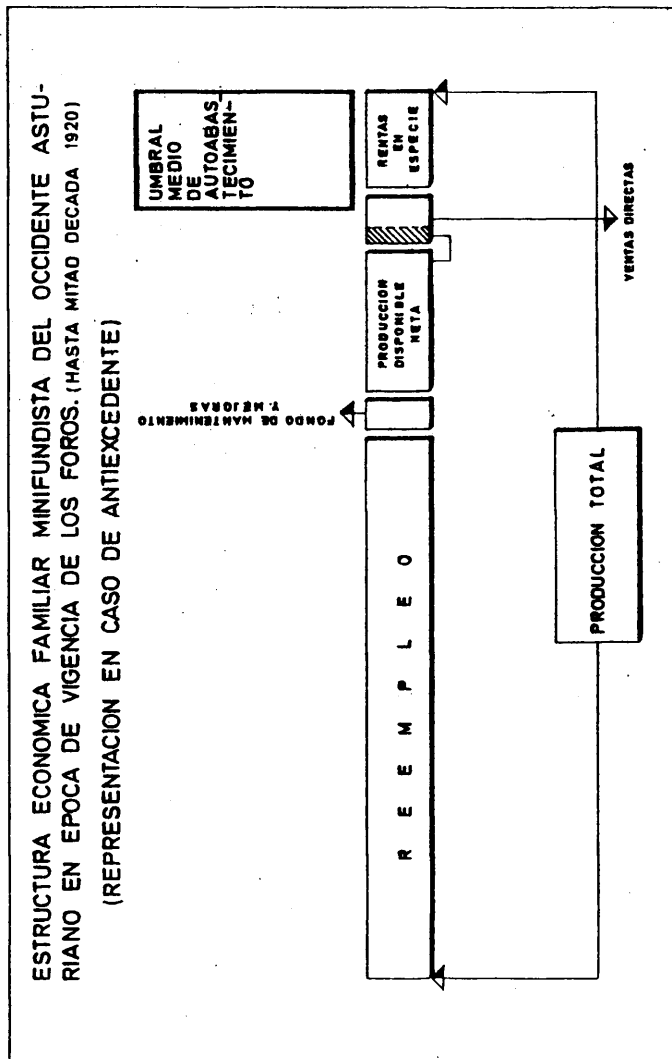 ESTRUCTURA ECONOMICA FAMILIAR MINIFUNDISTA DEL OCCIDENTE ASTU-
RIANO EN EPOCA DE VIGENCIA DE LOS FOROS. (HASTA MITAD DECADA 1920)
(REPRESENTACION EN CASO DE ANTIEXCEDENTE)
UMBRAL
MEDIO
DE
AUTOABAS_
TECIMIEN-
TO
FONDO DE MANTENIMIENTO
Y. MEJORAS
REEMPLEO
PRODUCCION
DISPONIBLE
NETA
RENTAS
EN
ESPECIE
VENTAS DIRECTAS
PRODUCCION TOTAL